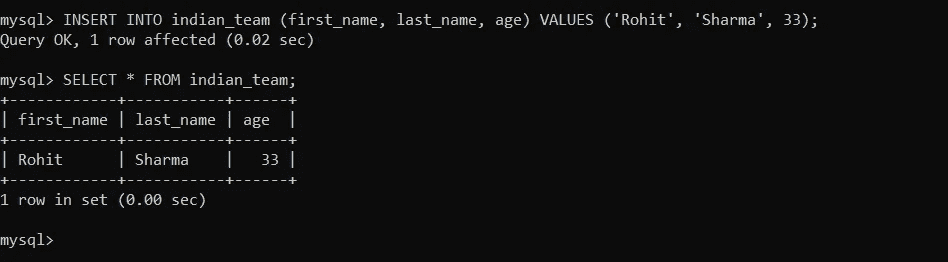 mysql> INSERT INTO indian_team (first_name, last_name, age) VALUES ('Rohit', 'Sharma', 33);
Query OK, 1 row affected (0.02 sec)
mysql> SELECT * FROM indian_team;
+------------+-----------+------+
| first_name | last_name | age  |
+------------+-----------+------+
| Rohit      | Sharma    |   33 |
+------------+-----------+------+
1 row in set (0.00 sec)
mysql>